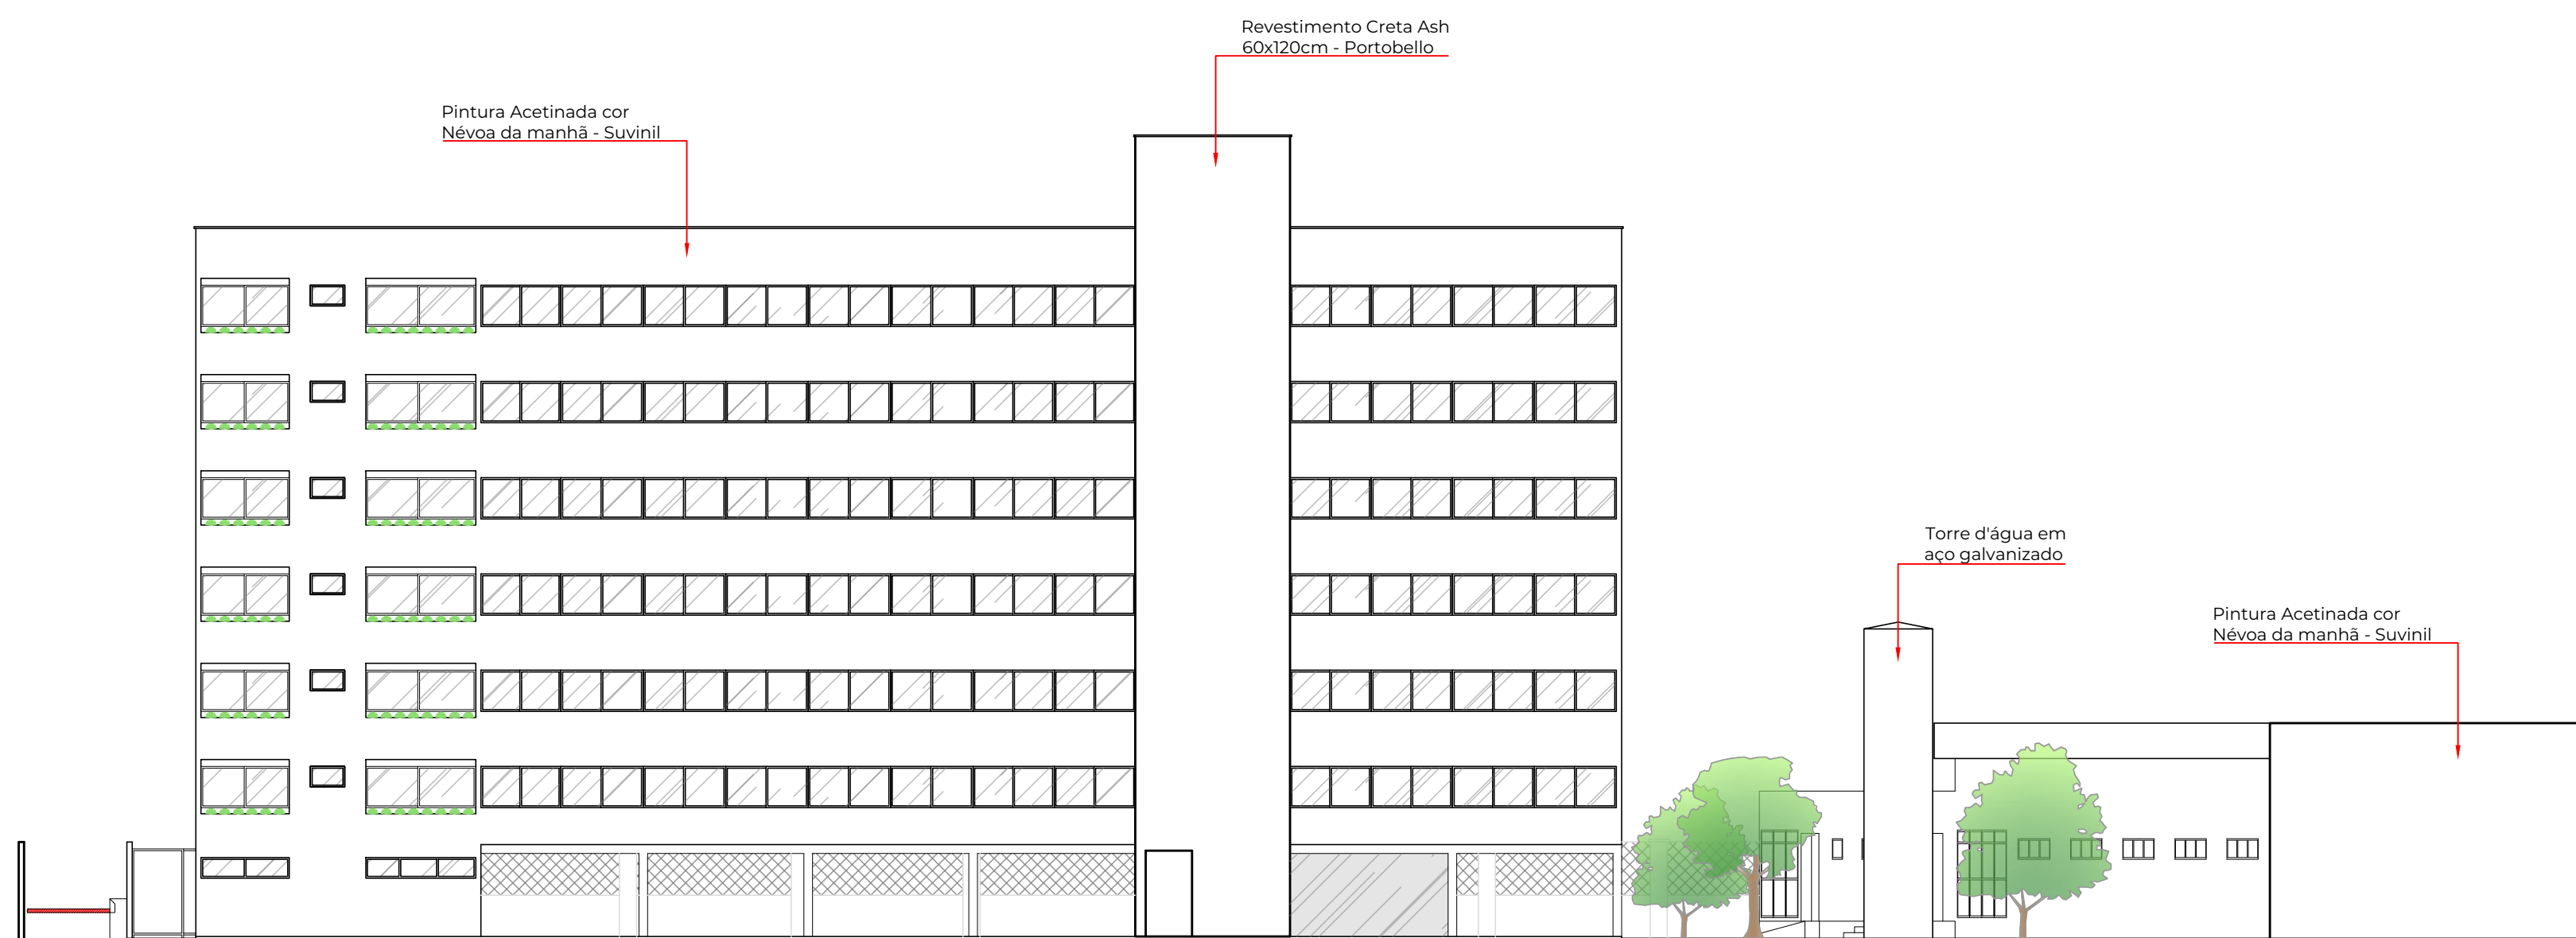 Revestimento Creta Ash
60x120cm - Portobello
Pintura Acetinada cor
Névoa da manhã - Suvinil
Torre d'água em
aço galvanizado
Pintura Acetinada cor
Névoa da manhã - Suvinil